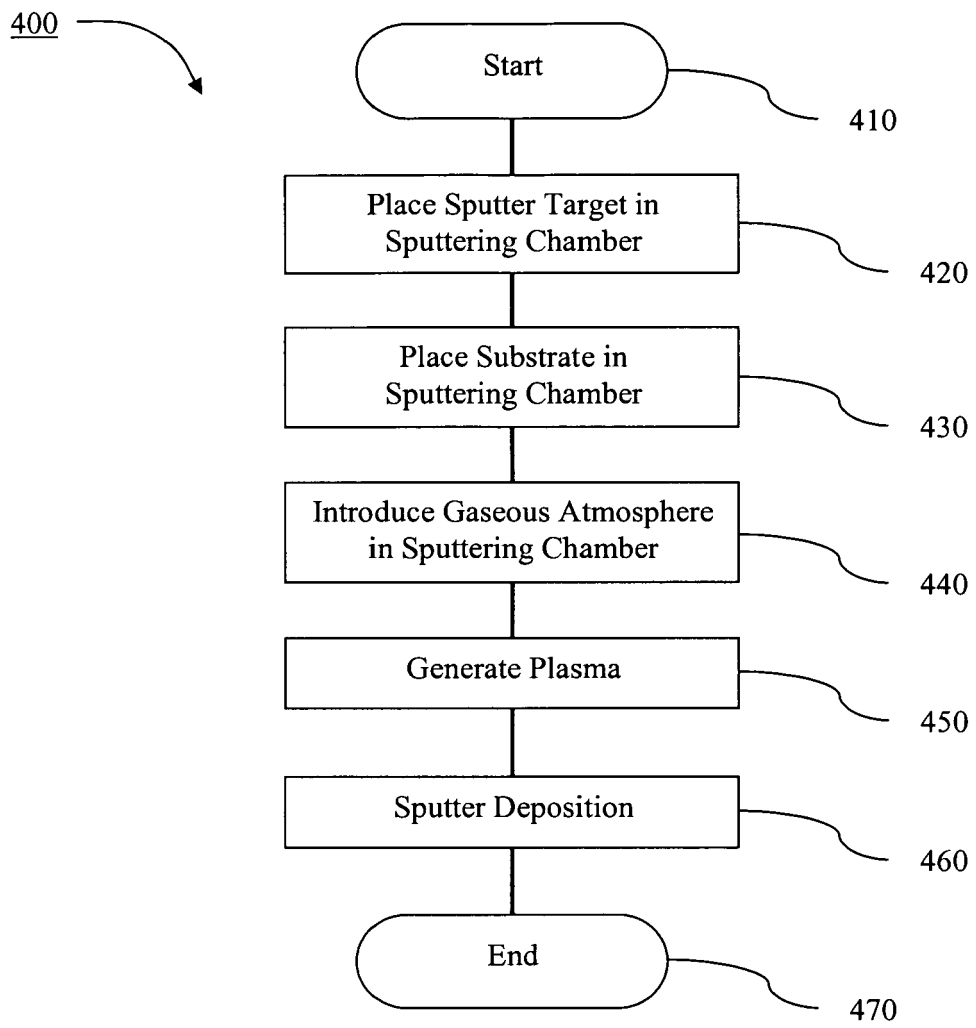 400
Start
410
Place Sputter Target in
Sputtering Chamber
420
Place Substrate in
Sputtering Chamber
430
Introduce Gaseous Atmosphere
in Sputtering Chamber
440
Generate Plasma
450
Sputter Deposition
460
End
470